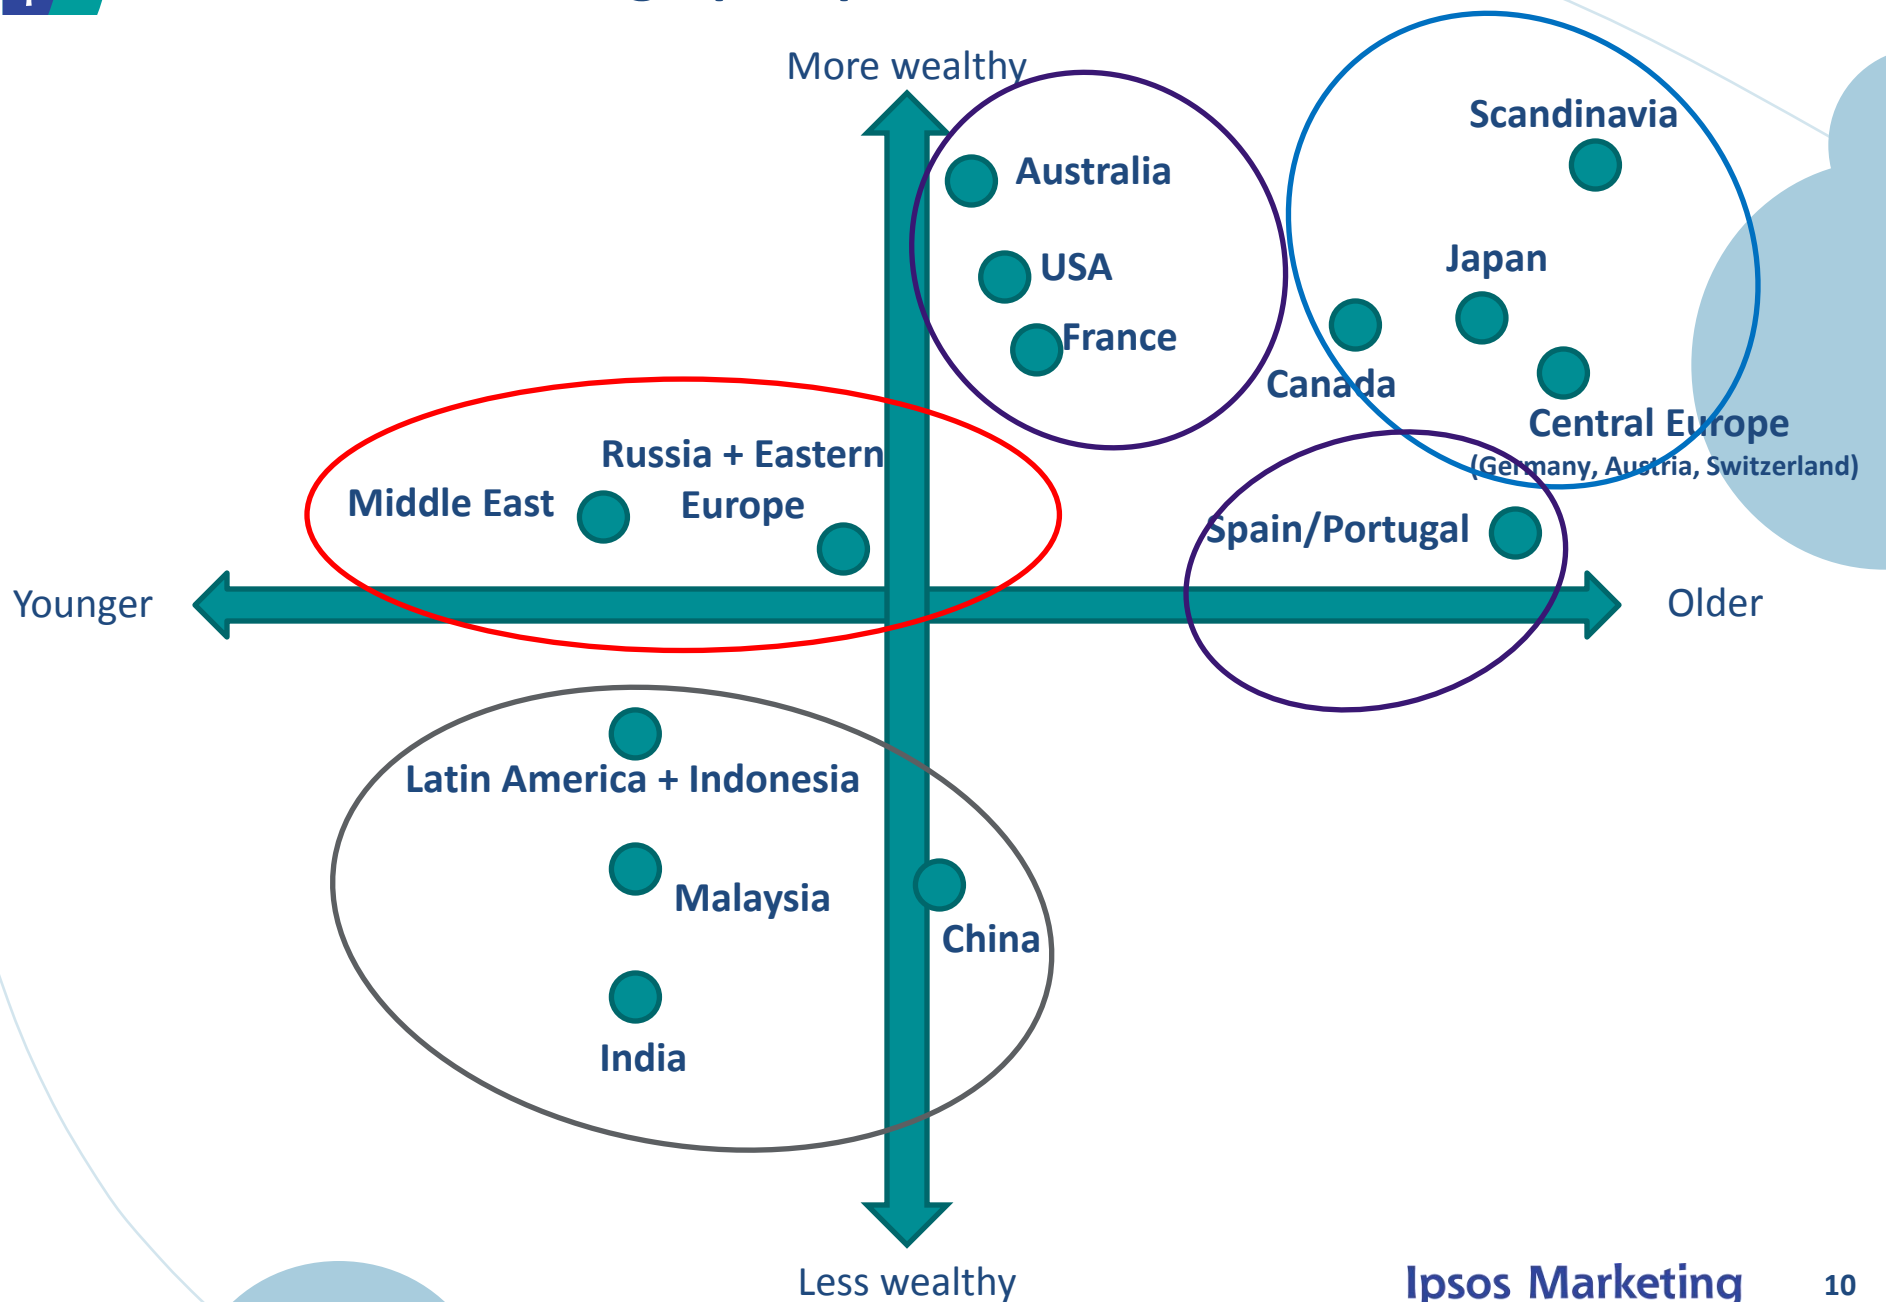 More wealthy
Scandinavia
Australia
USA
Japan
France
Canada
Central Europe
(Germany, Austria, Switzerland)
Russia + Eastern
Europe
Middle East
Spain/Portugal
Younger
Older
Latin America + Indonesia
Malaysia
China
India
Less wealthy
Ipsos Marketing
10